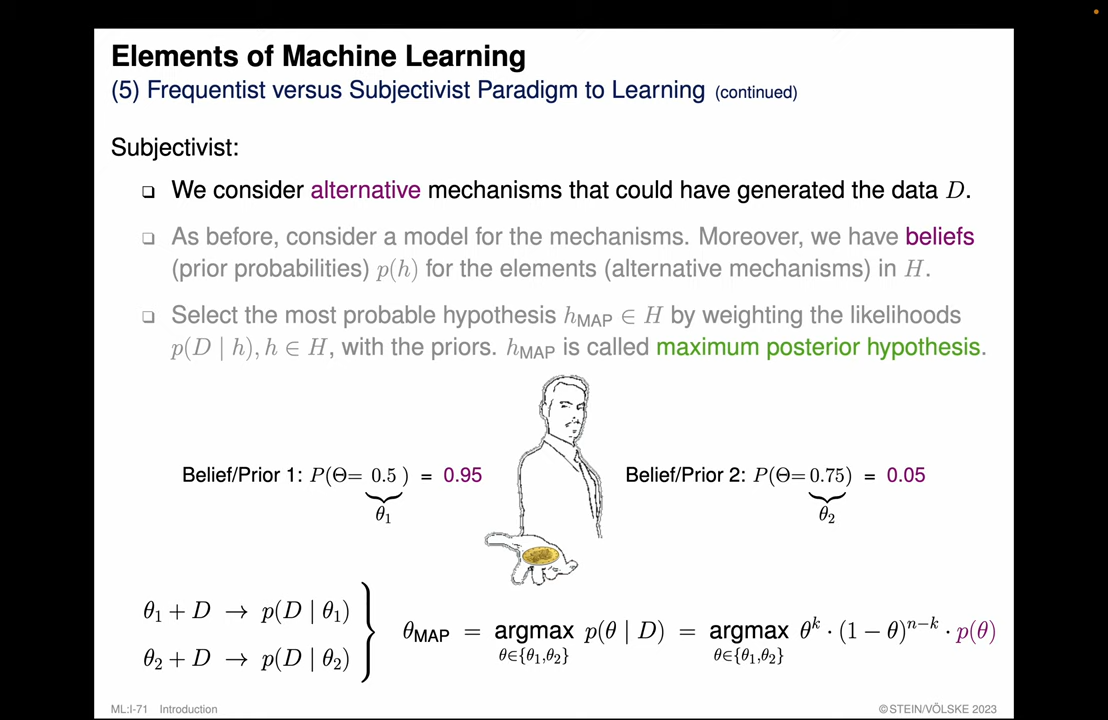 Elements of Machine Learning
(5) Frequentist versus Subjectivist Paradigm to Learning (continued)
Subjectivist:
❑ We consider alternative mechanisms that could have generated the data D.
❑ As before, consider a model for the mechanisms. Moreover, we have beliefs
(prior probabilities) p(h) for the elements (alternative mechanisms) in H.
❑ Select the most probable hypothesis h_MAP ∈ H by weighting the likelihoods
p(D | h), h ∈ H, with the priors. h_MAP is called maximum posterior hypothesis.
Belief/Prior 1: P(Θ= 0.5 ) = 0.95
θ₁
Belief/Prior 2: P(Θ= 0.75) = 0.05
θ₂
θ₁ + D → p(D | θ₁)
θ₂ + D → p(D | θ₂)
θ_MAP = argmax p(θ | D) = argmax θ^k · (1 − θ)^{n−k} · p(θ)
θ∈{θ₁,θ₂} θ∈{θ₁,θ₂}
ML:I-71 Introduction ©STEIN/VÖLSKE 2023